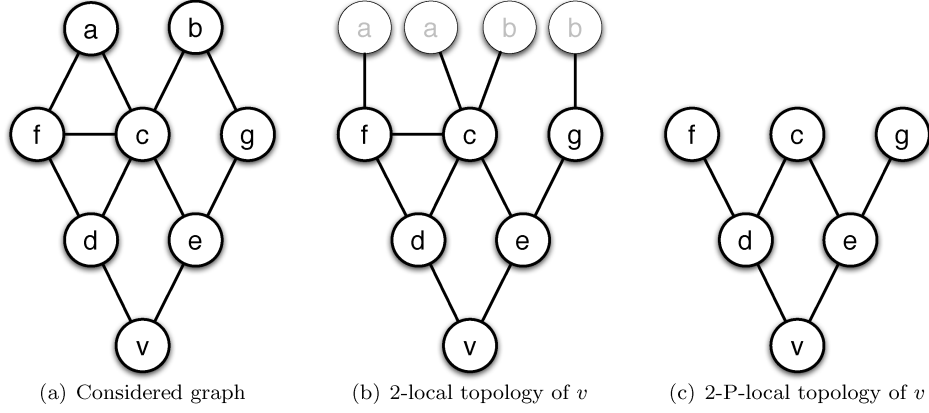 a b a a b b
f c g f c g f c g
d e d e d e
v v v
(a) Considered graph (b) 2-local topology of v (c) 2-P-local topology of v